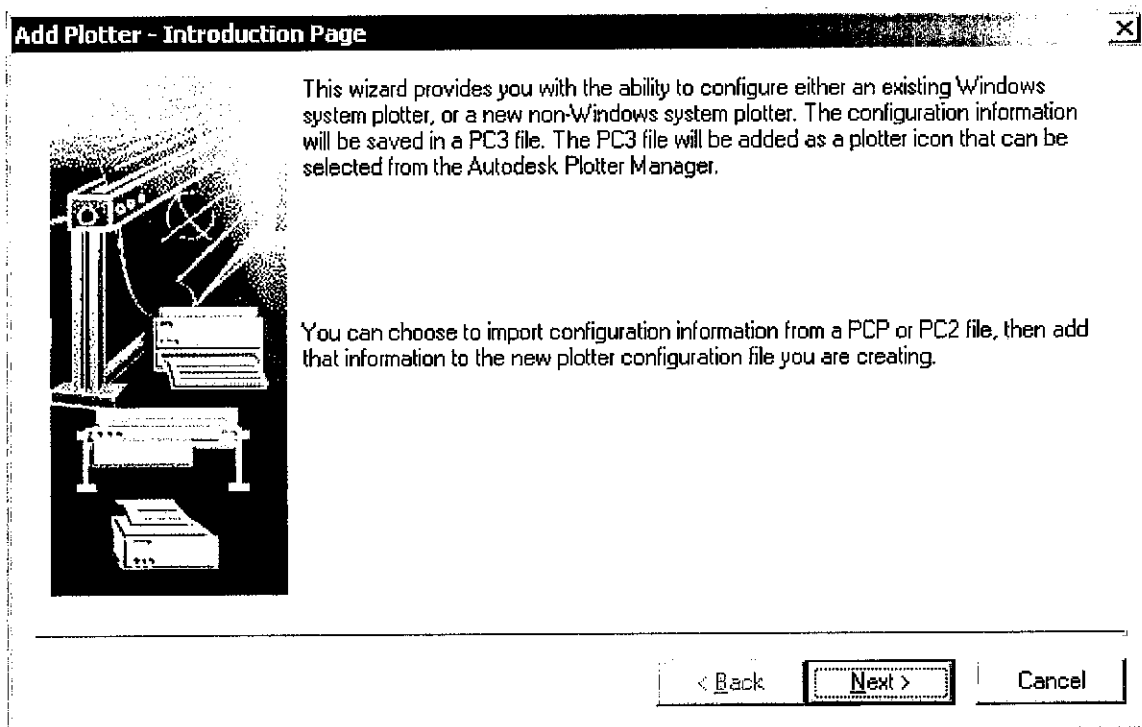 Add Plotter - Introduction Page
This wizard provides you with the ability to configure either an existing Windows
system plotter, or a new non-Windows system plotter. The configuration information
will be saved in a PC3 file. The PC3 file will be added as a plotter icon that can be
selected from the Autodesk Plotter Manager.
You can choose to import configuration information from a PCP or PC2 file, then add
that information to the new plotter configuration file you are creating.
< Back Next > Cancel